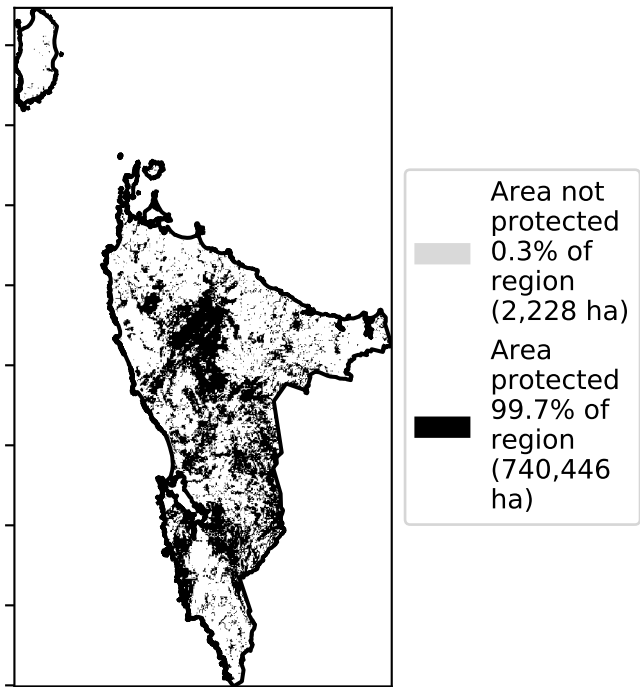 Area not
protected
0.3% of
region
(2,228 ha)
Area
protected
99.7% of
region
(740,446
ha)